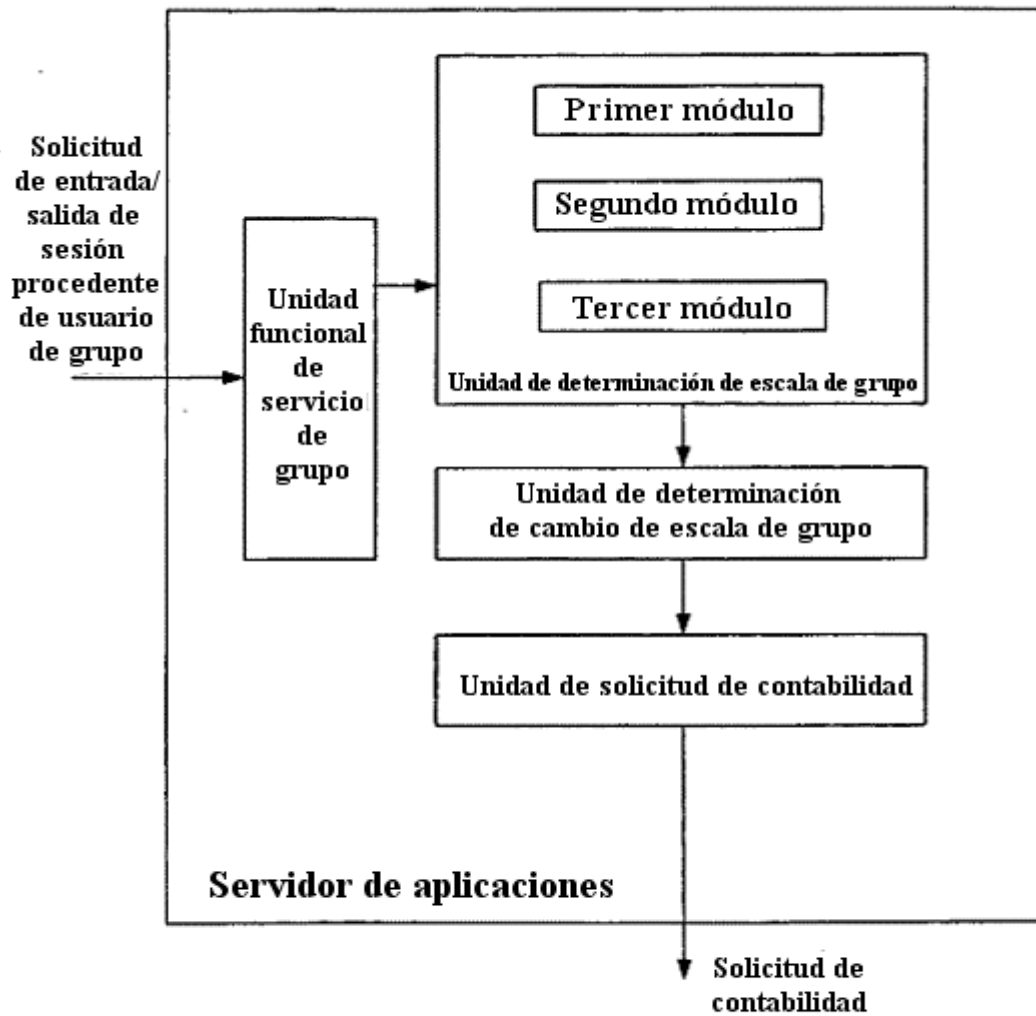 Solicitud
de entrada/
salida de
sesión
procedente
de usuario
de grupo
Unidad
funcional
de
servicio
de
grupo
Primer módulo
Segundo módulo
Tercer módulo
Unidad de determinación de escala de grupo
Unidad de determinación
de cambio de escala de grupo
Unidad de solicitud de contabilidad
Servidor de aplicaciones
Solicitud de
contabilidad